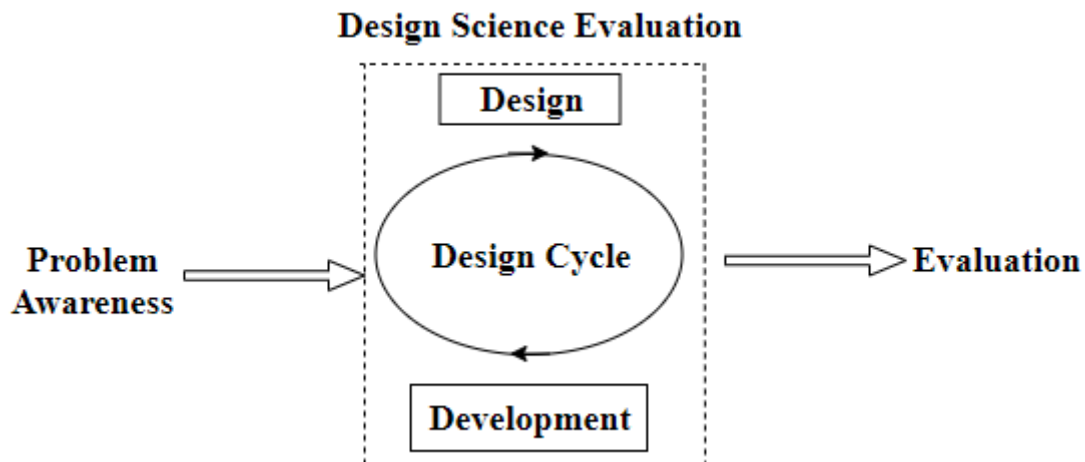 Design Science Evaluation
Design
Design Cycle
Problem
Awareness
Evaluation
Development